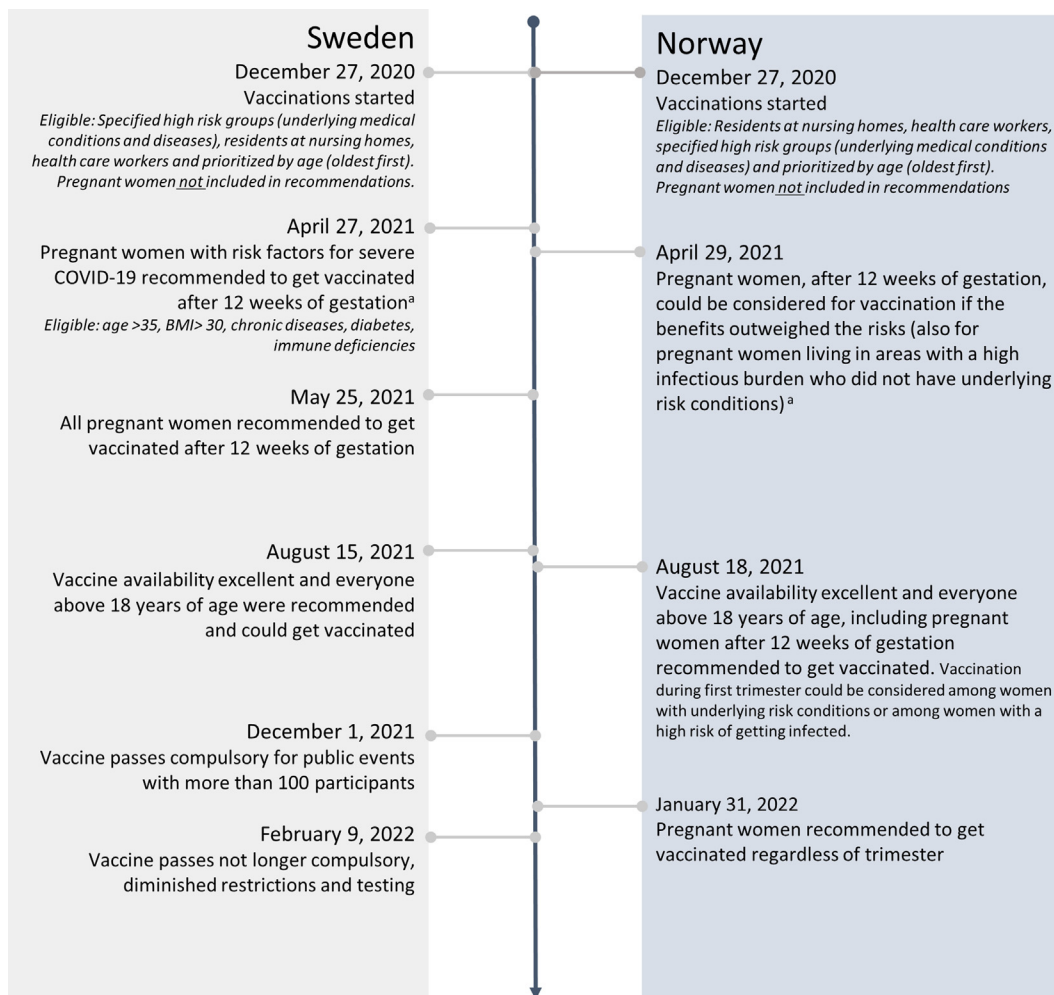 Sweden
December 27, 2020
Vaccinations started
Eligible: Specified high risk groups (underlying medical
conditions and diseases), residents at nursing homes,
health care workers and prioritized by age (oldest first).
Pregnant women not included in recommendations.
April 27, 2021
Pregnant women with risk factors for severe
COVID-19 recommended to get vaccinated
after 12 weeks of gestationᵃ
Eligible: age >35, BMI> 30, chronic diseases, diabetes,
immune deficiencies
May 25, 2021
All pregnant women recommended to get
vaccinated after 12 weeks of gestation
August 15, 2021
Vaccine availability excellent and everyone
above 18 years of age were recommended
and could get vaccinated
December 1, 2021
Vaccine passes compulsory for public events
with more than 100 participants
February 9, 2022
Vaccine passes not longer compulsory,
diminished restrictions and testing
Norway
December 27, 2020
Vaccinations started
Eligible: Residents at nursing homes, health care workers,
specified high risk groups (underlying medical conditions
and diseases) and prioritized by age (oldest first).
Pregnant women not included in recommendations
April 29, 2021
Pregnant women, after 12 weeks of gestation,
could be considered for vaccination if the
benefits outweighed the risks (also for
pregnant women living in areas with a high
infectious burden who did not have underlying
risk conditions)ᵃ
August 18, 2021
Vaccine availability excellent and everyone
above 18 years of age, including pregnant
women after 12 weeks of gestation
recommended to get vaccinated. Vaccination
during first trimester could be considered among women
with underlying risk conditions or among women with a
high risk of getting infected.
January 31, 2022
Pregnant women recommended to get
vaccinated regardless of trimester